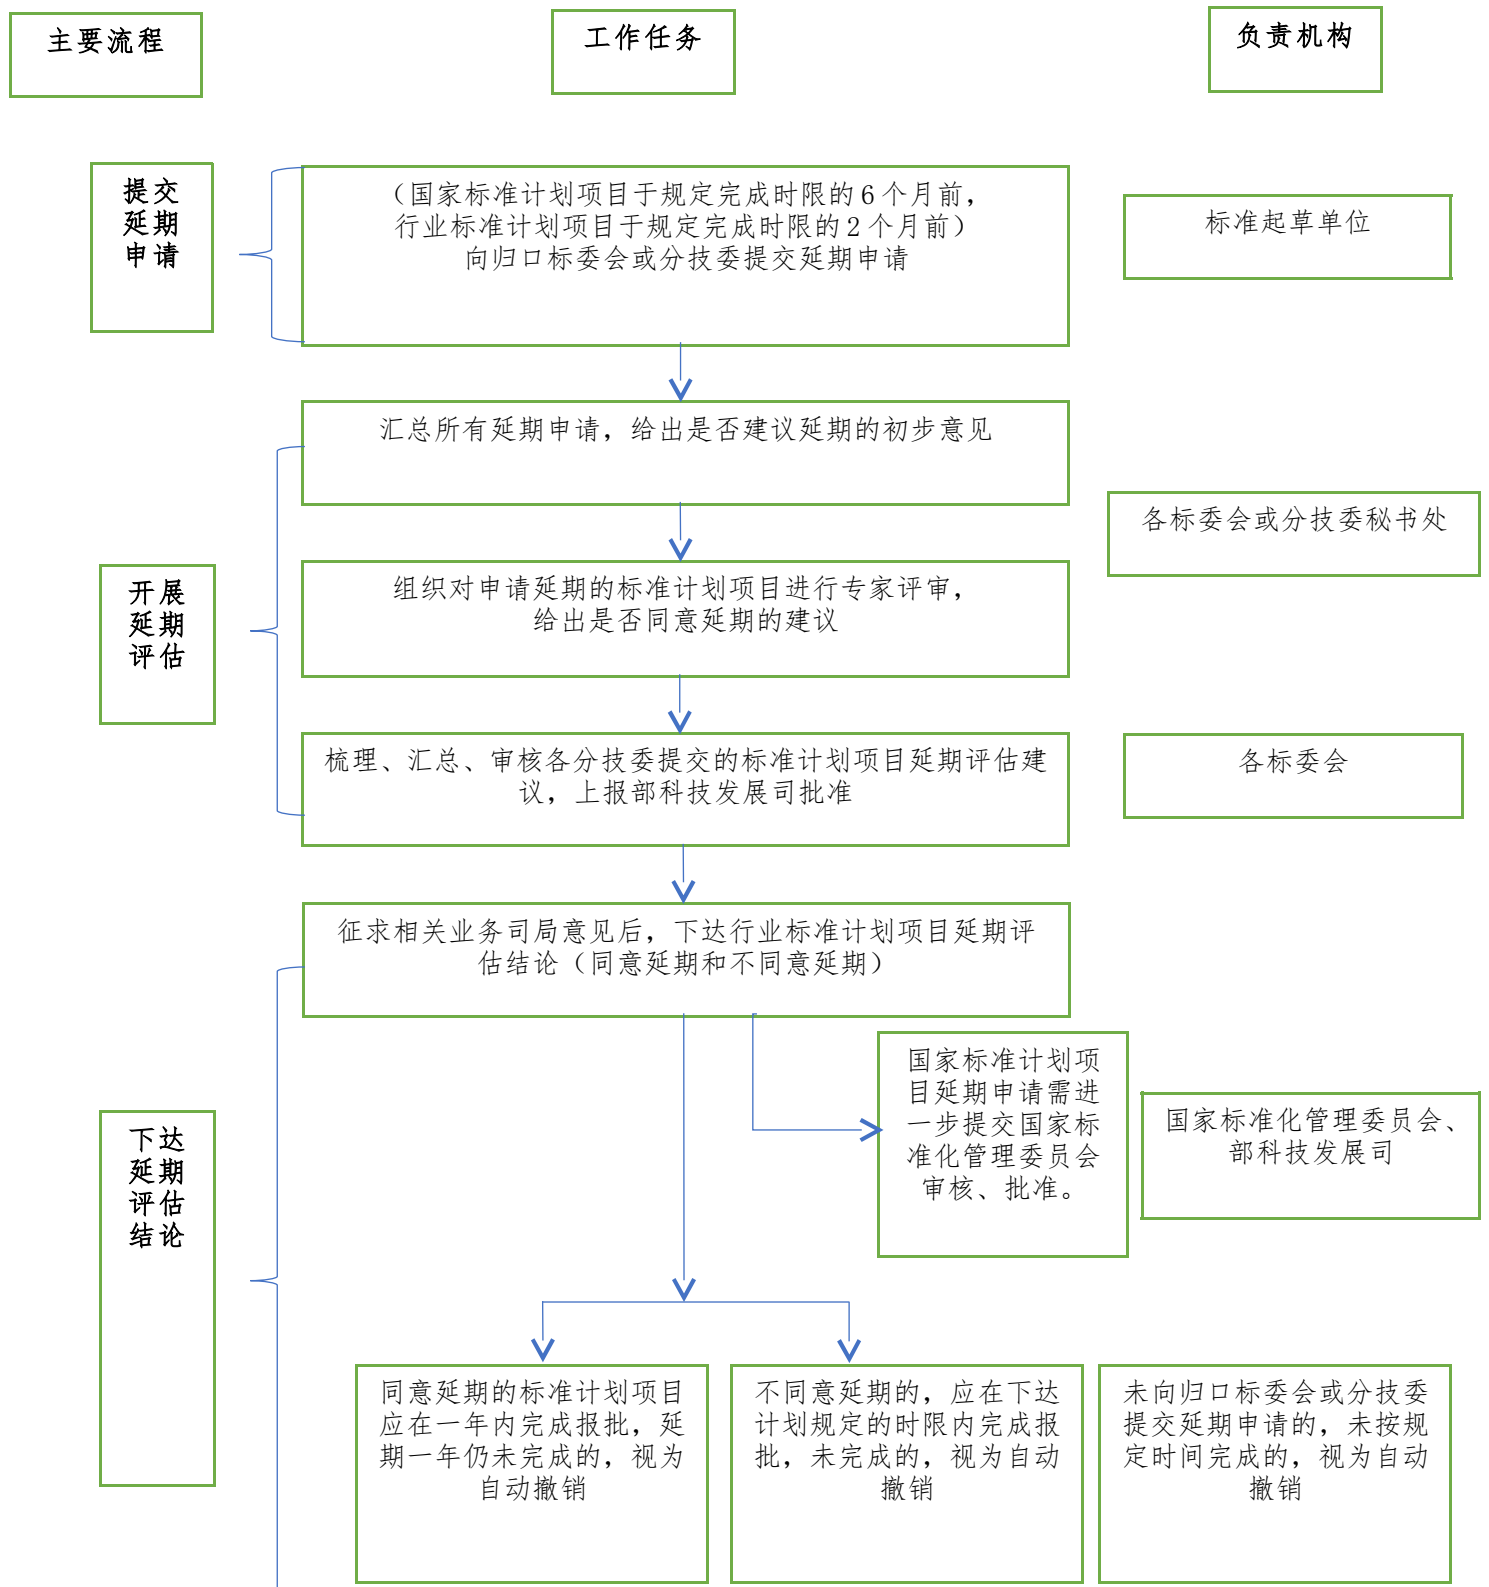 主要流程
工作任务
负责机构
提交
延期
申请
（国家标准计划项目于规定完成时限的6个月前，
行业标准计划项目于规定完成时限的2个月前）
向归口标委会或分技委提交延期申请
标准起草单位
汇总所有延期申请，给出是否建议延期的初步意见
各标委会或分技委秘书处
开展
延期
评估
组织对申请延期的标准计划项目进行专家评审，
给出是否同意延期的建议
梳理、汇总、审核各分技委提交的标准计划项目延期评估建
议，上报部科技发展司批准
各标委会
征求相关业务司局意见后，下达行业标准计划项目延期评
估结论（同意延期和不同意延期）
国家标准计划项
目延期申请需进
一步提交国家标
准化管理委员会
审核、批准。
国家标准化管理委员会、
部科技发展司
下达
延期
评估
结论
同意延期的标准计划项目
应在一年内完成报批，延
期一年仍未完成的，视为
自动撤销
不同意延期的，应在下达
计划规定的时限内完成报
批，未完成的，视为自动
撤销
未向归口标委会或分技委
提交延期申请的，未按规
定时间完成的，视为自动
撤销